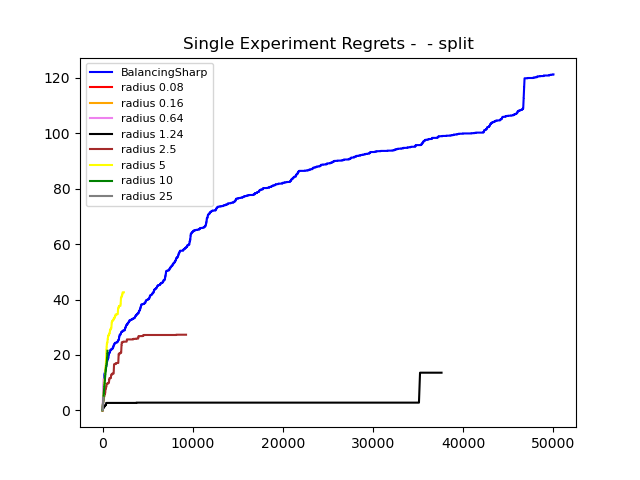 Single Experiment Regrets -  - split
BalancingSharp
radius 0.08
radius 0.16
radius 0.64
radius 1.24
radius 2.5
radius 5
radius 10
radius 25
120
100
80
60
40
20
0
0 10000 20000 30000 40000 50000